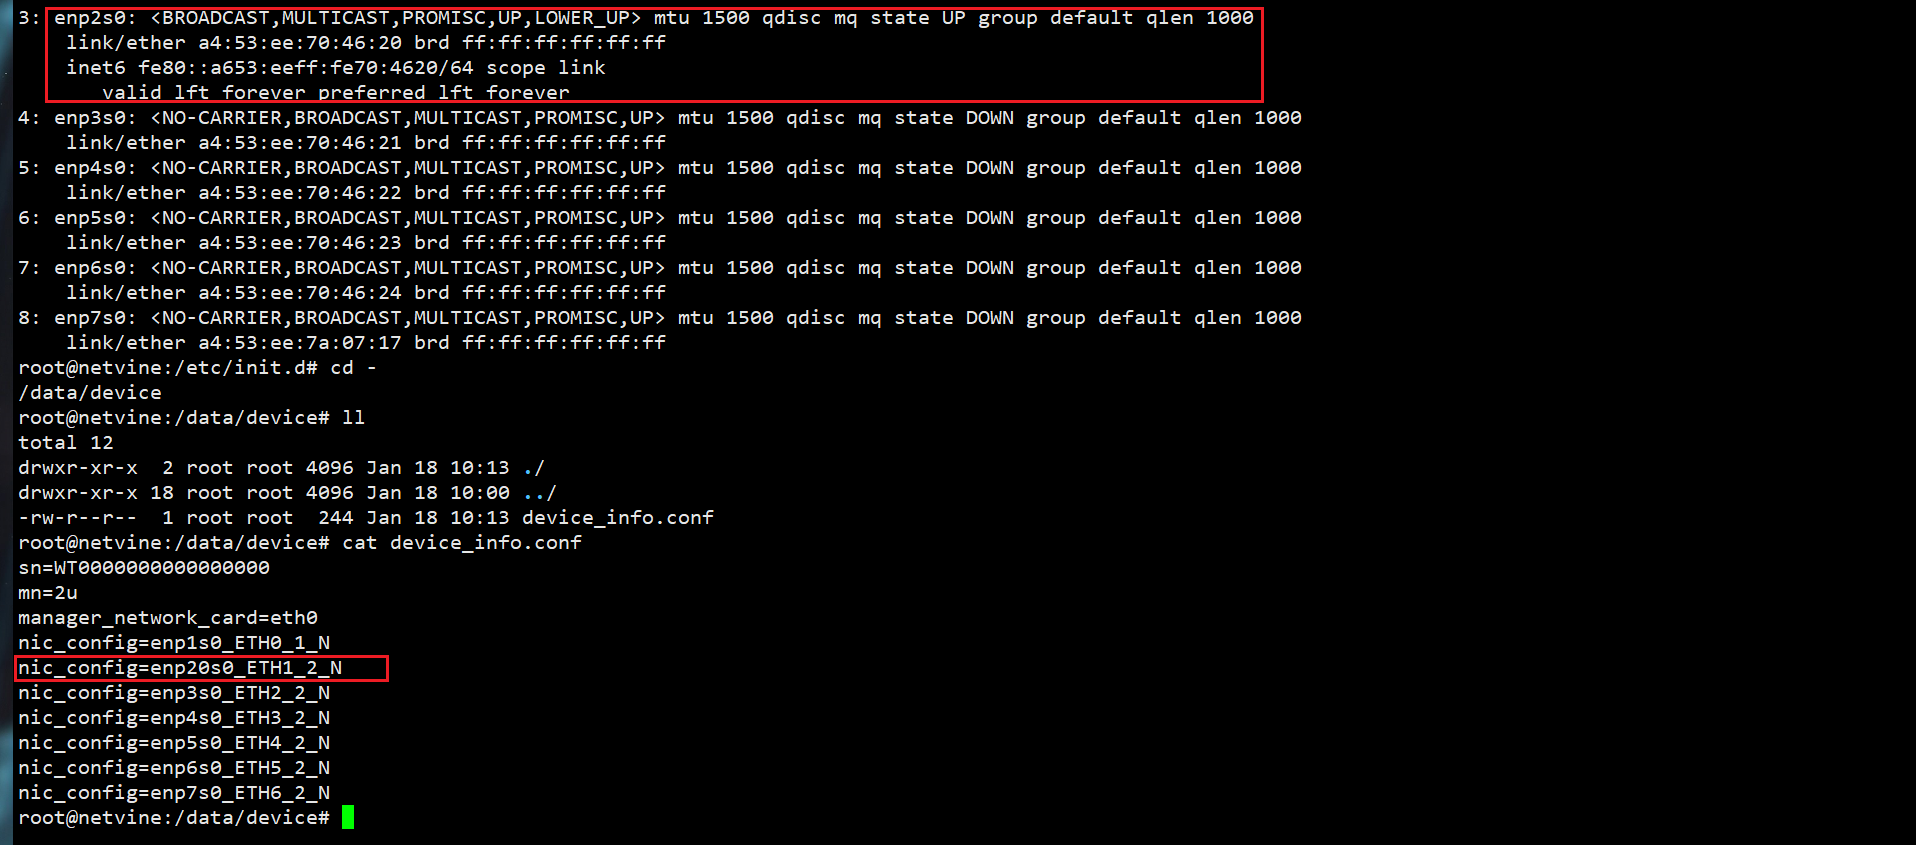 3: enp2s0: <BROADCAST,MULTICAST,PROMISC,UP,LOWER_UP> mtu 1500 qdisc mq state UP group default qlen 1000
    link/ether a4:53:ee:70:46:20 brd ff:ff:ff:ff:ff:ff
    inet6 fe80::a653:eeff:fe70:4620/64 scope link
       valid_lft forever preferred_lft forever
4: enp3s0: <NO-CARRIER,BROADCAST,MULTICAST,PROMISC,UP> mtu 1500 qdisc mq state DOWN group default qlen 1000
    link/ether a4:53:ee:70:46:21 brd ff:ff:ff:ff:ff:ff
5: enp4s0: <NO-CARRIER,BROADCAST,MULTICAST,PROMISC,UP> mtu 1500 qdisc mq state DOWN group default qlen 1000
    link/ether a4:53:ee:70:46:22 brd ff:ff:ff:ff:ff:ff
6: enp5s0: <NO-CARRIER,BROADCAST,MULTICAST,PROMISC,UP> mtu 1500 qdisc mq state DOWN group default qlen 1000
    link/ether a4:53:ee:70:46:23 brd ff:ff:ff:ff:ff:ff
7: enp6s0: <NO-CARRIER,BROADCAST,MULTICAST,PROMISC,UP> mtu 1500 qdisc mq state DOWN group default qlen 1000
    link/ether a4:53:ee:70:46:24 brd ff:ff:ff:ff:ff:ff
8: enp7s0: <NO-CARRIER,BROADCAST,MULTICAST,PROMISC,UP> mtu 1500 qdisc mq state DOWN group default qlen 1000
    link/ether a4:53:ee:7a:07:17 brd ff:ff:ff:ff:ff:ff
root@netvine:/etc/init.d# cd -
/data/device
root@netvine:/data/device# ll
total 12
drwxr-xr-x  2 root root 4096 Jan 18 10:13 ./
drwxr-xr-x 18 root root 4096 Jan 18 10:00 ../
-rw-r--r--  1 root root  244 Jan 18 10:13 device_info.conf
root@netvine:/data/device# cat device_info.conf
sn=WT0000000000000000
mn=2u
manager_network_card=eth0
nic_config=enp1s0_ETH0_1_N
nic_config=enp20s0_ETH1_2_N
nic_config=enp3s0_ETH2_2_N
nic_config=enp4s0_ETH3_2_N
nic_config=enp5s0_ETH4_2_N
nic_config=enp6s0_ETH5_2_N
nic_config=enp7s0_ETH6_2_N
root@netvine:/data/device#